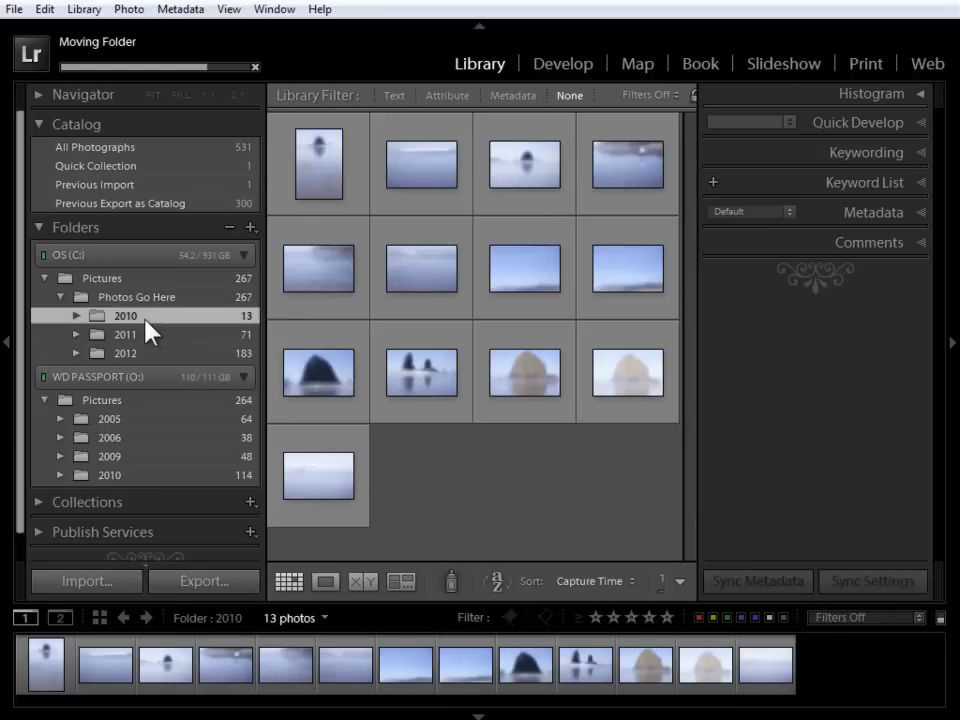 File Edit Library Photo Metadata View Window Help
Lr Moving Folder
Library Develop Map Book Slideshow Print Web
Navigator FIT FILL 1:1 2:1
Library Filter : Text Attribute Metadata None Filters Off
Histogram
Catalog
All Photographs 531
Quick Collection 1
Previous Import 1
Previous Export as Catalog 300
Quick Develop
Keywording
Keyword List
Default Metadata
Comments
Folders
OS (C:) 54.2 / 931 GB
Pictures 267
Photos Go Here 267
2010 13
2011 71
2012 183
WD PASSPORT (O:) 110 / 111 GB
Pictures 264
2005 64
2006 38
2009 48
2010 114
Collections
Publish Services
Import... Export...
X Y
a z
Sort: Capture Time
Sync Metadata Sync Settings
1 2 Folder : 2010 13 photos Filter : ≥ Filters Off